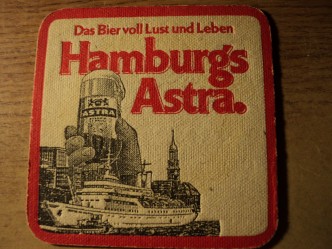 Das Bier voll Lust und Leben
Hamburgs
Astra.
ASTRA